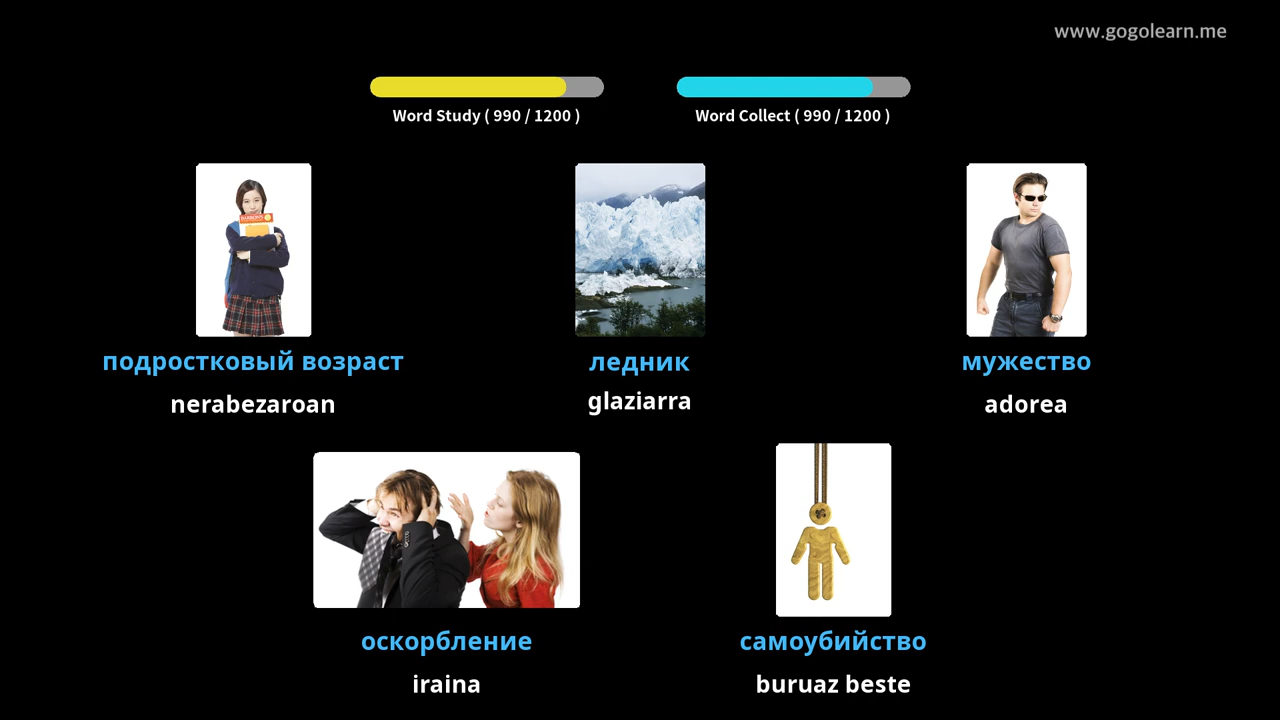 www.gogolearn.me
Word Study ( 990 / 1200 )
Word Collect ( 990 / 1200 )
BARRON'S
подростковый возраст
ледник
мужество
nerabezaroan
glaziarra
adorea
оскорбление
самоубийство
iraina
buruaz beste